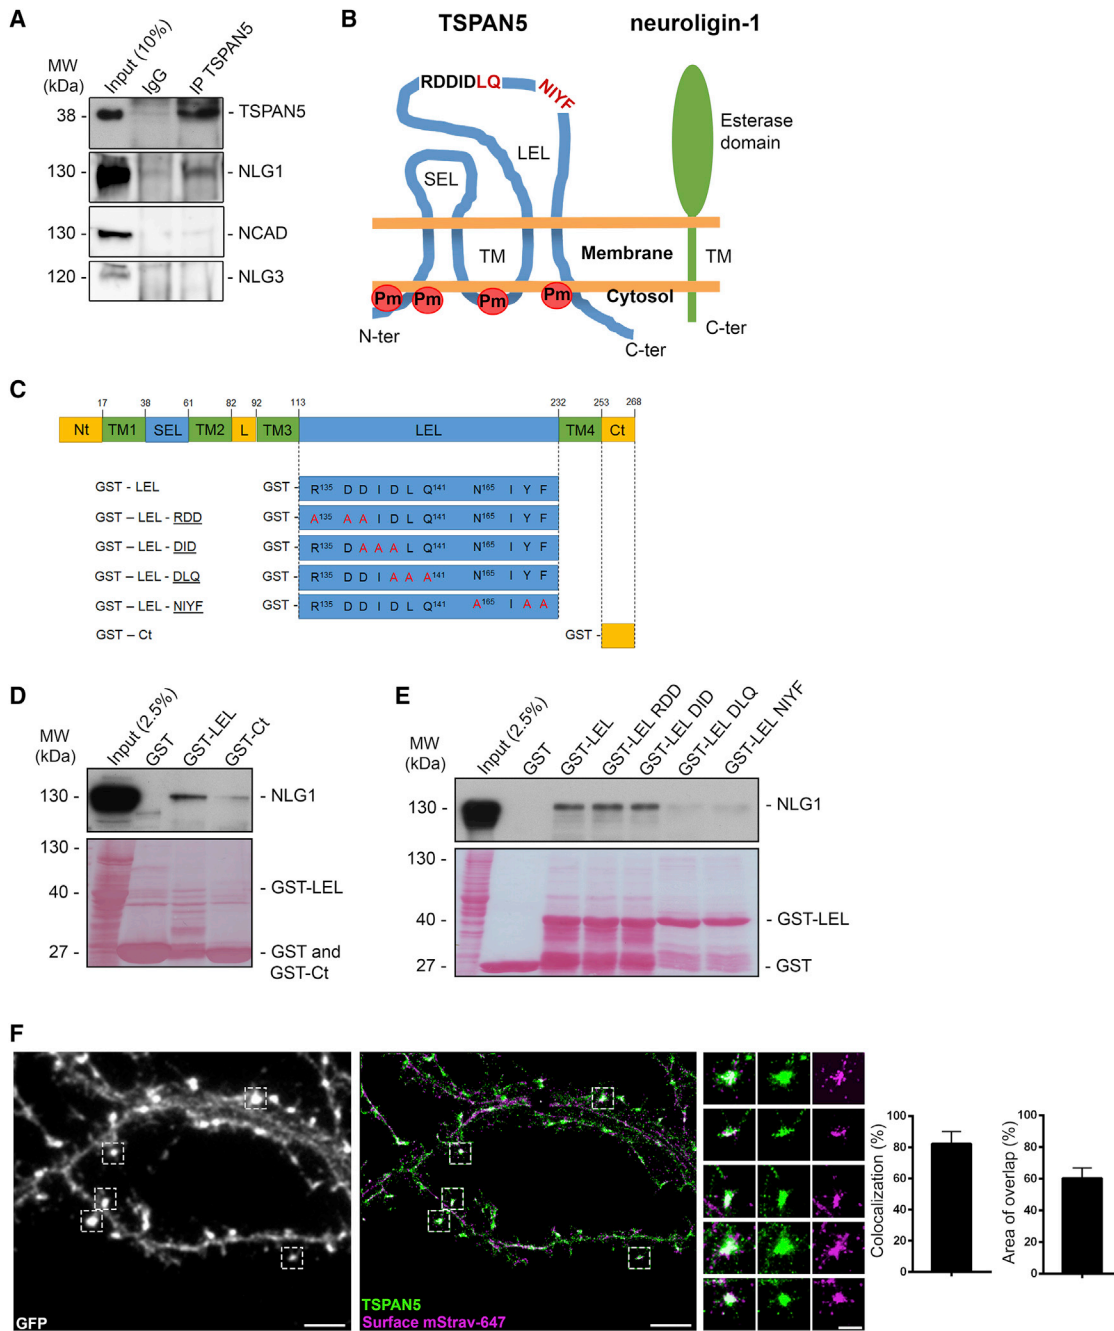 A
MW
(kDa)
Input (10%)
IgG
IP TSPAN5
38 -
- TSPAN5
130 -
- NLG1
130 -
- NCAD
120 -
- NLG3
B
TSPAN5
neuroligin-1
RDDIDLQ
NIYF
SEL
LEL
Esterase
domain
TM
Membrane
TM
Pm
Pm
Pm
Pm
Cytosol
N-ter
C-ter
C-ter
C
17 38 61 82 92 113 232 253 268
Nt TM1 SEL TM2 L TM3 LEL TM4 Ct
GST - LEL GST - R135 D D I D L Q141 N165 I Y F
GST – LEL - RDD GST - A135 A A I D L Q141 N165 I Y F
GST – LEL - DID GST - R135 D A A A L Q141 N165 I Y F
GST – LEL - DLQ GST - R135 D D I A A A141 N165 I Y F
GST – LEL - NIYF GST - R135 D D I D L Q141 A165 I A A
GST – Ct GST -
D
MW
(kDa)
Input (2.5%)
GST
GST-LEL
GST-Ct
130 -
- NLG1
130 -
40 -
- GST-LEL
27 -
- GST and
GST-Ct
E
MW
(kDa)
Input (2.5%)
GST
GST-LEL
GST-LEL RDD
GST-LEL DID
GST-LEL DLQ
GST-LEL NIYF
130 -
- NLG1
130 -
40 -
- GST-LEL
27 -
- GST
F
GFP
TSPAN5
Surface mStrav-647
Colocalization (%)
100
80
60
40
20
0
Area of overlap (%)
100
80
60
40
20
0